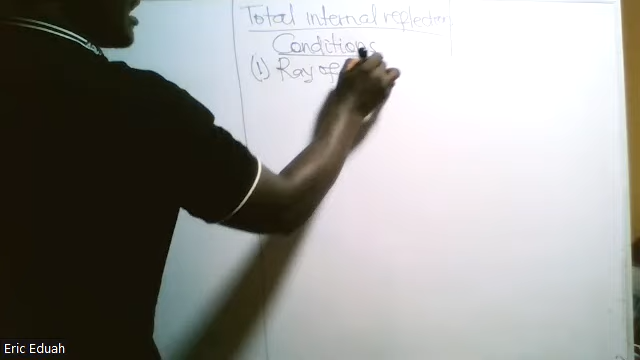 Total internal reflection
Conditions
(1) Ray of
Eric Eduah